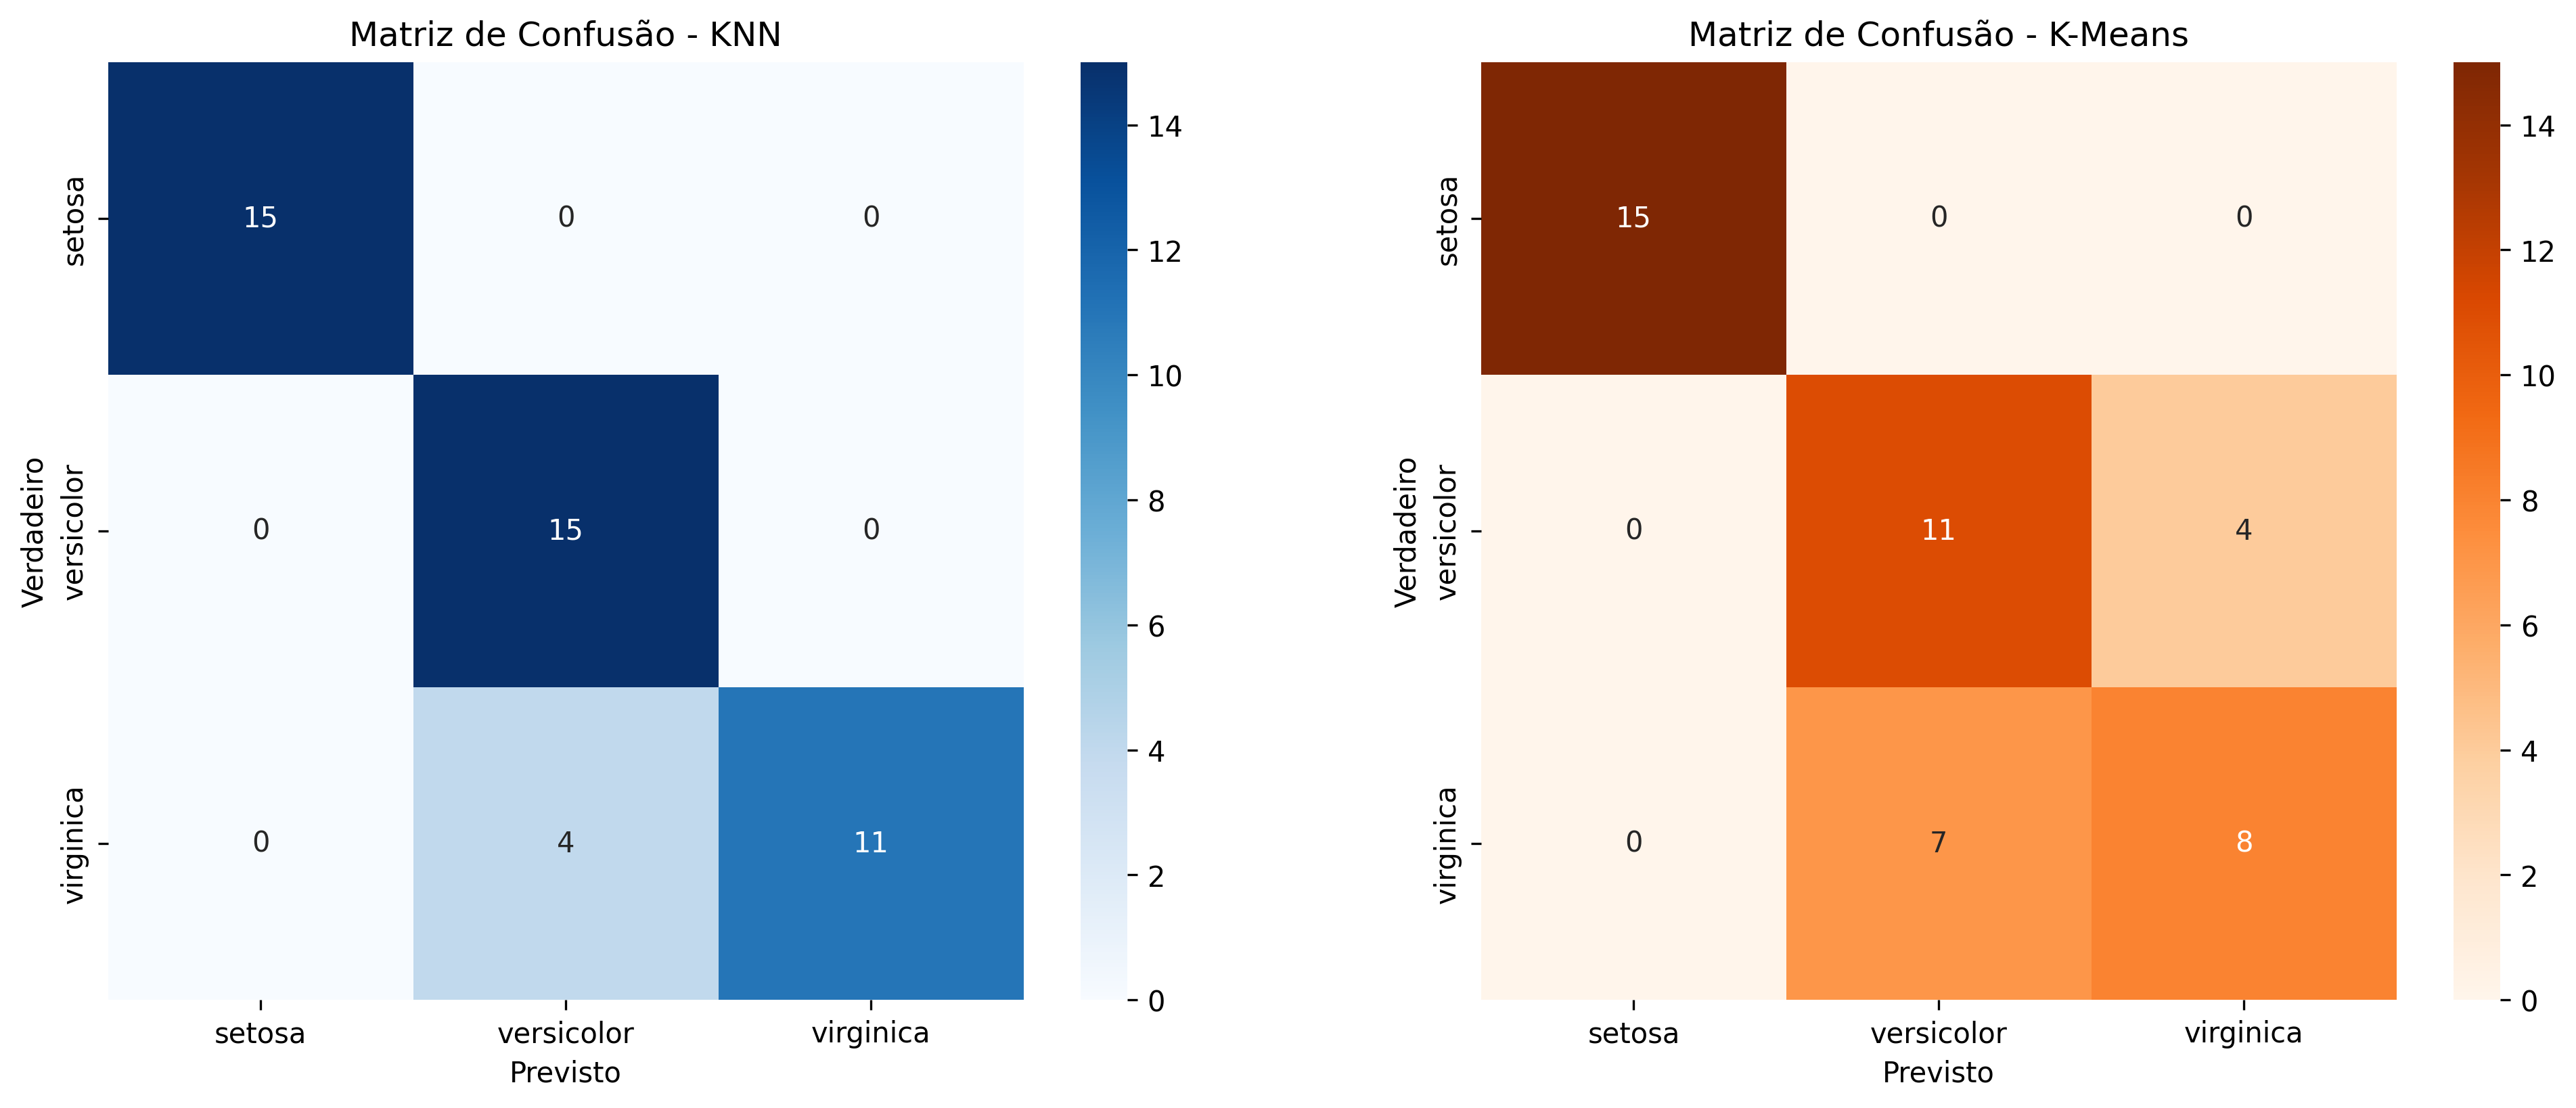 Matriz de Confusão - KNN
setosa
versicolor
virginica
Verdadeiro
15 0 0
0 15 0
0 4 11
setosa versicolor virginica
Previsto
14
12
10
8
6
4
2
0
Matriz de Confusão - K-Means
setosa
versicolor
virginica
Verdadeiro
15 0 0
0 11 4
0 7 8
setosa versicolor virginica
Previsto
14
12
10
8
6
4
2
0